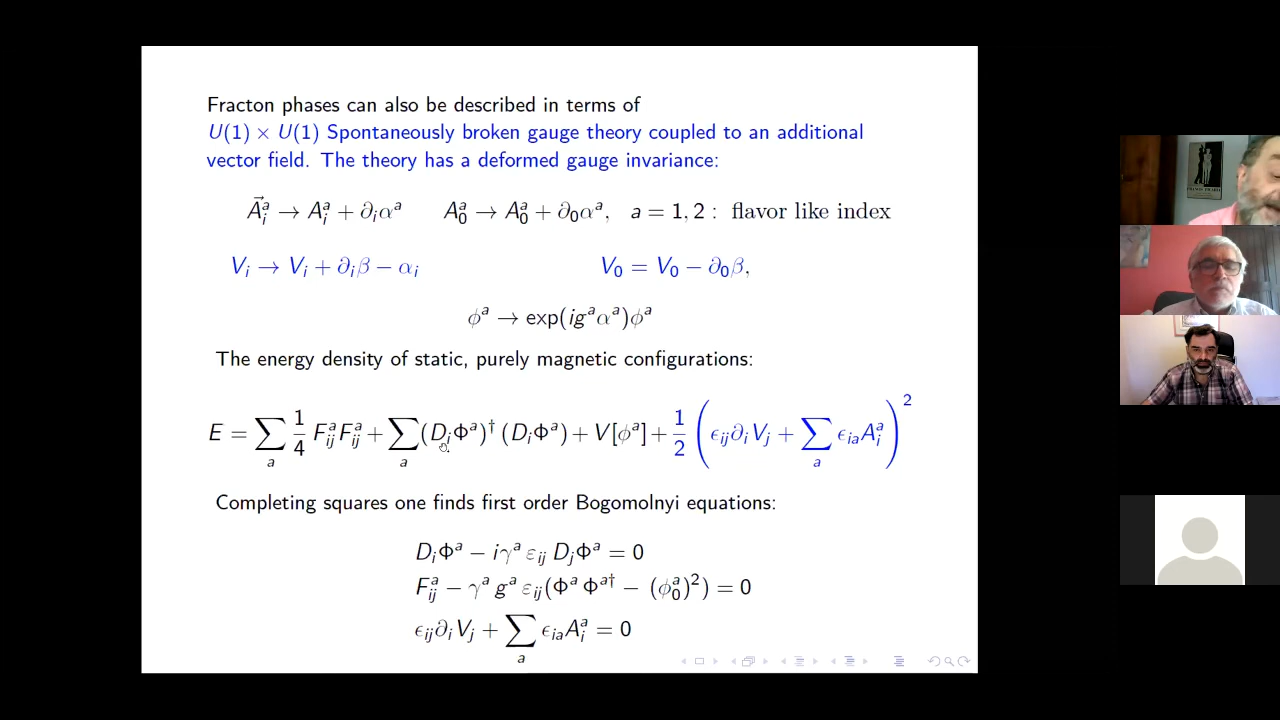 Fracton phases can also be described in terms of
U(1) × U(1) Spontaneously broken gauge theory coupled to an additional
vector field. The theory has a deformed gauge invariance:
A⃗ᵢᵃ → Aᵢᵃ + ∂ᵢαᵃ   A₀ᵃ → A₀ᵃ + ∂₀αᵃ,   a = 1, 2 :  flavor like index
Vᵢ → Vᵢ + ∂ᵢβ − αᵢ   V₀ = V₀ − ∂₀β,
ϕᵃ → exp(igᵃαᵃ)ϕᵃ
The energy density of static, purely magnetic configurations:
E = ∑ₐ 1/4 Fᵢⱼᵃ Fᵢⱼᵃ + ∑ₐ (DᵢΦᵃ)† (DᵢΦᵃ) + V[ϕᵃ] + 1/2 (ϵᵢⱼ∂ᵢVⱼ + ∑ₐ ϵᵢₐAᵢᵃ)²
Completing squares one finds first order Bogomolnyi equations:
DᵢΦᵃ − iγᵃ εᵢⱼ DⱼΦᵃ = 0
Fᵢⱼᵃ − γᵃ gᵃ εᵢⱼ(Φᵃ Φᵃ† − (ϕ₀ᵃ)²) = 0
ϵᵢⱼ∂ᵢVⱼ + ∑ₐ ϵᵢₐAᵢᵃ = 0